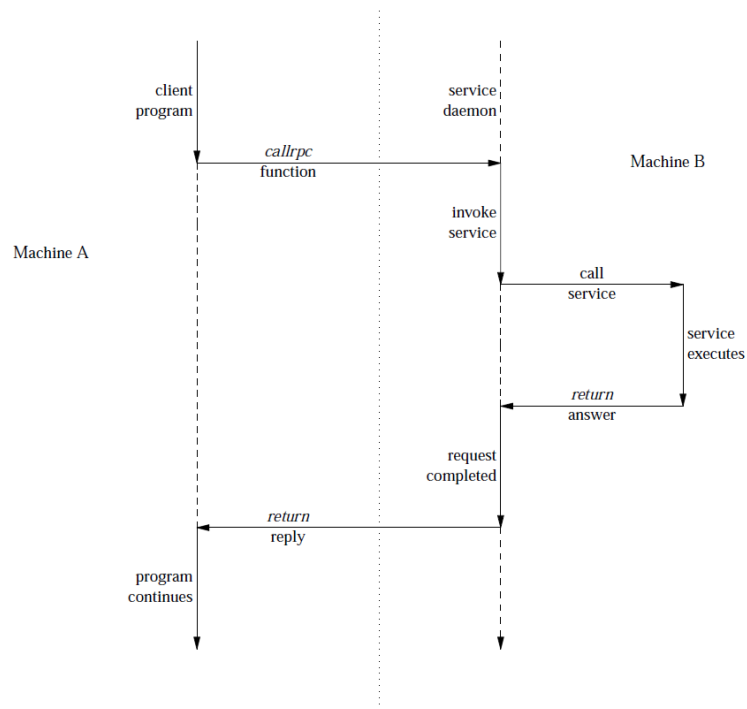 client
program
service
daemon
callrpc
function
Machine B
invoke
service
Machine A
call
service
service
executes
return
answer
request
completed
return
reply
program
continues